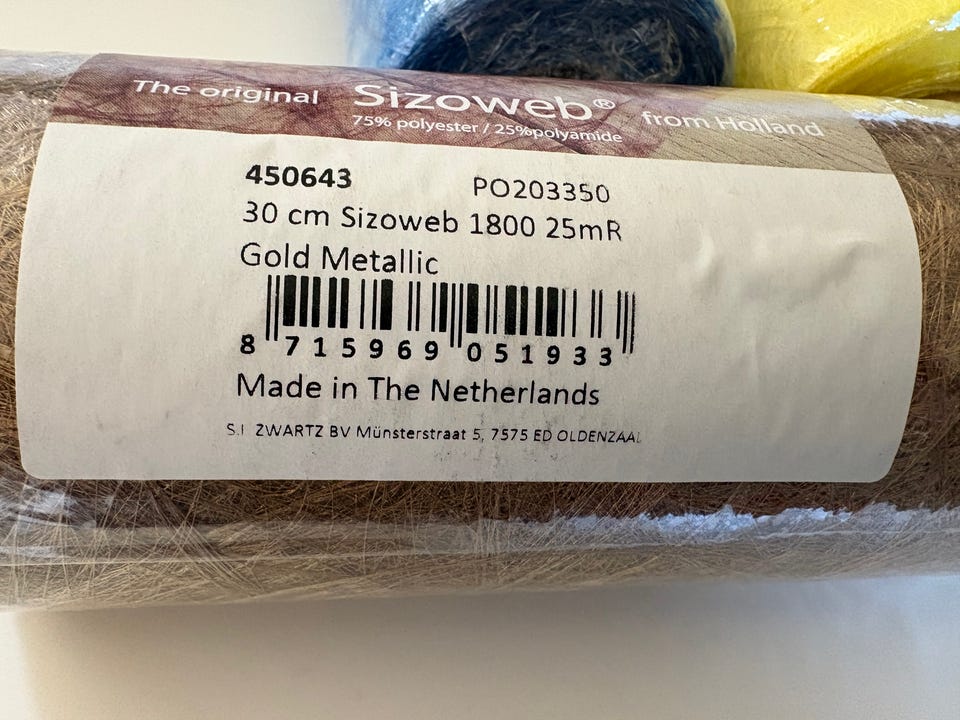 The original Sizoweb® from Holland
75% polyester / 25%polyamide
450643 PO203350
30 cm Sizoweb 1800 25mR
Gold Metallic
8 715969 051933
Made in The Netherlands
S.I. ZWARTZ BV Münsterstraat 5, 7575 ED OLDENZAAL